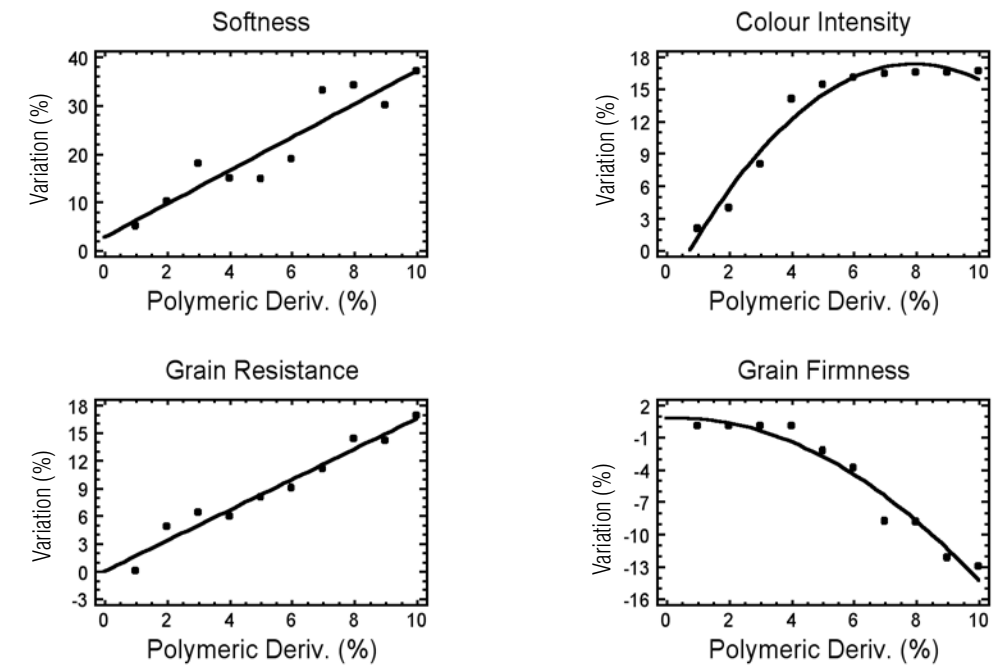 Softness
Variation (%)
40
30
20
10
0
0 2 4 6 8 10
Polymeric Deriv. (%)
Colour Intensity
Variation (%)
18
15
12
9
6
3
0
0 2 4 6 8 10
Polymeric Deriv. (%)
Grain Resistance
Variation (%)
18
15
12
9
6
3
0
-3
0 2 4 6 8 10
Polymeric Deriv. (%)
Grain Firmness
Variation (%)
2
-1
-4
-7
-10
-13
-16
0 2 4 6 8 10
Polymeric Deriv. (%)